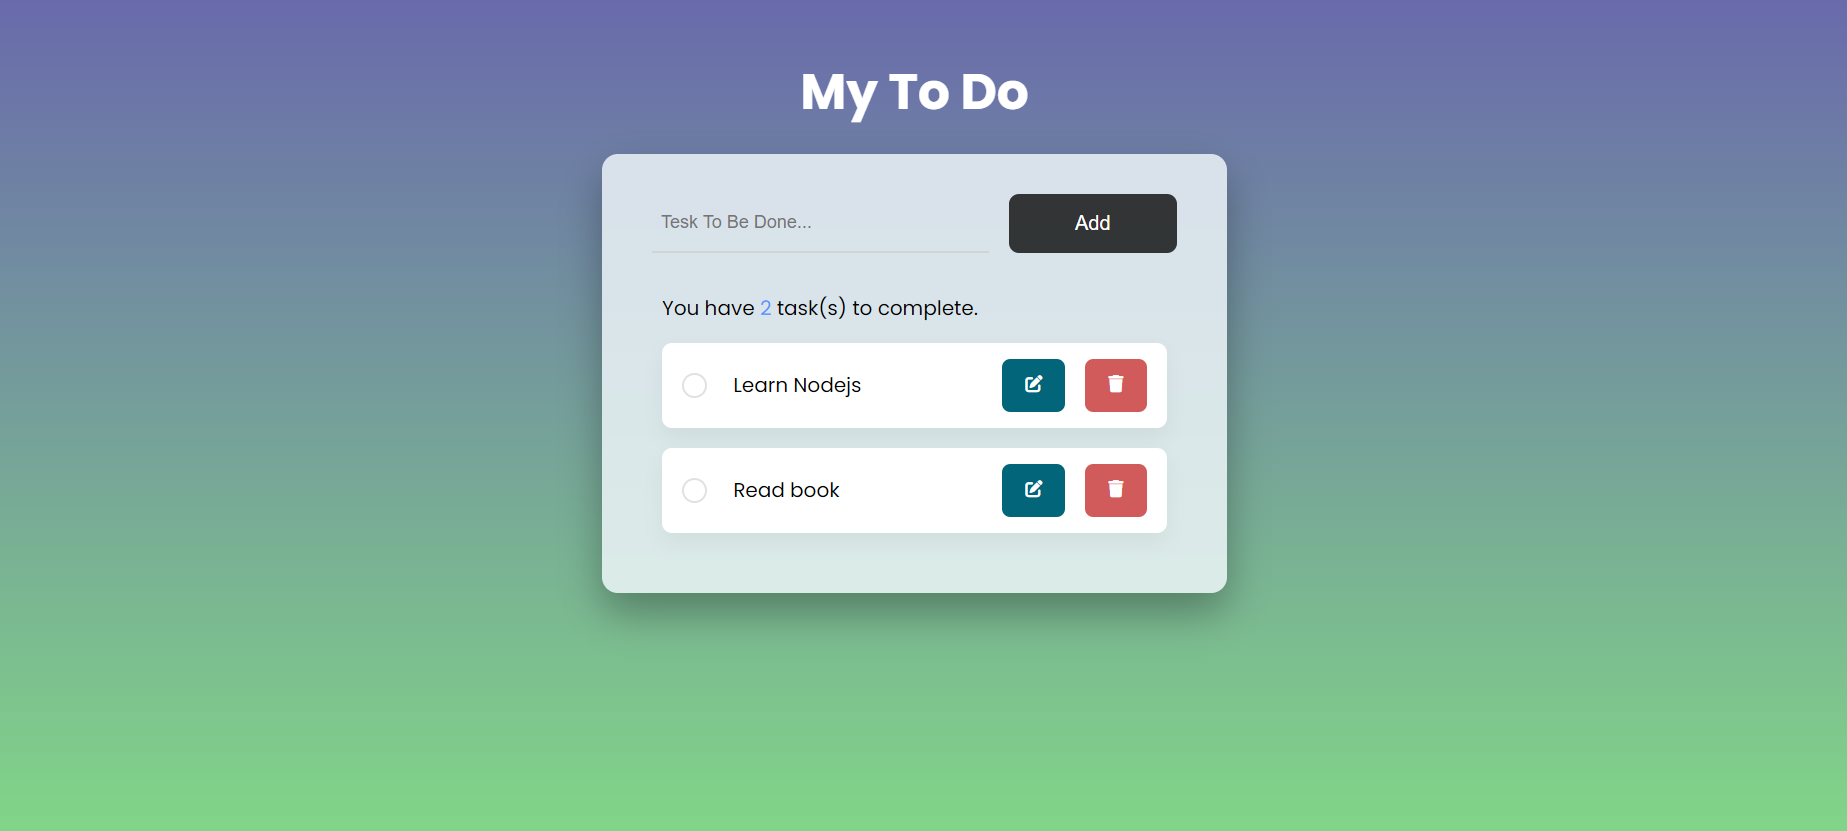 My To Do
Tesk To Be Done...
Add
You have 2 task(s) to complete.
Learn Nodejs
Read book